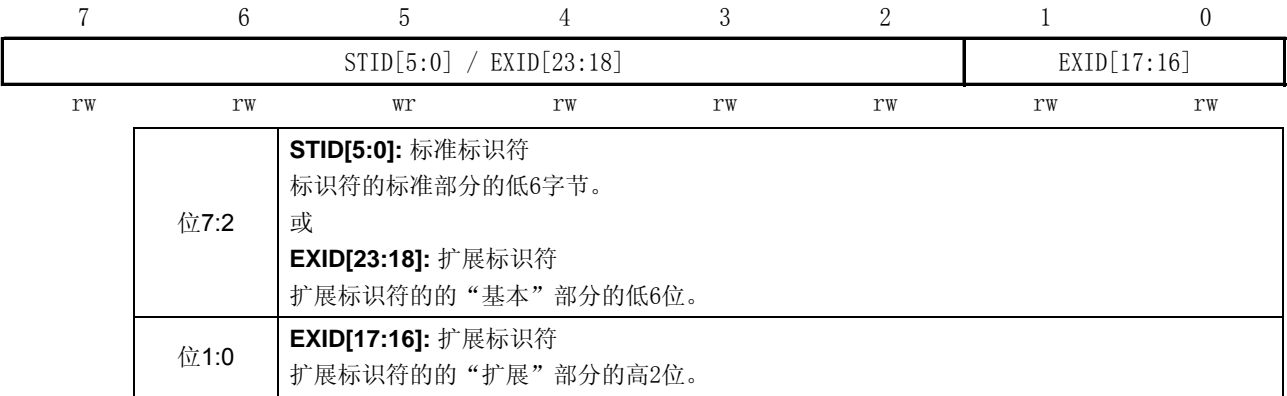 7 6 5 4 3 2 1 0
STID[5:0] / EXID[23:18] EXID[17:16]
rw rw wr rw rw rw rw rw
位7:2
STID[5:0]: 标准标识符
标识符的标准部分的低6字节。
或
EXID[23:18]: 扩展标识符
扩展标识符的的“基本”部分的低6位。
位1:0
EXID[17:16]: 扩展标识符
扩展标识符的的“扩展”部分的高2位。